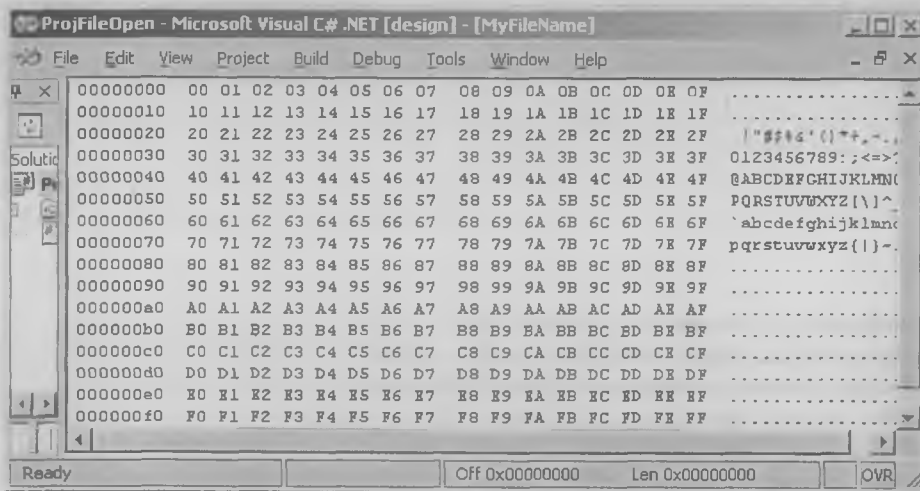 ProjFileOpen - Microsoft Visual C# .NET [design] - [MyFileName]
File Edit View Project Build Debug Tools Window Help
00000000 00 01 02 03 04 05 06 07 08 09 0A 0B 0C 0D 0E 0F ................
00000010 10 11 12 13 14 15 16 17 18 19 1A 1B 1C 1D 1E 1F ................
00000020 20 21 22 23 24 25 26 27 28 29 2A 2B 2C 2D 2E 2F !"#$%&'()*+,-.
Solutio
00000030 30 31 32 33 34 35 36 37 38 39 3A 3B 3C 3D 3E 3F 0123456789:;<=>?
00000040 40 41 42 43 44 45 46 47 48 49 4A 4B 4C 4D 4E 4F @ABCDEFGHIJKLMNO
00000050 50 51 52 53 54 55 56 57 58 59 5A 5B 5C 5D 5E 5F PQRSTUVWXYZ[\]^_
00000060 60 61 62 63 64 65 66 67 68 69 6A 6B 6C 6D 6E 6F `abcdefghijklmno
00000070 70 71 72 73 74 75 76 77 78 79 7A 7B 7C 7D 7E 7F pqrstuvwxyz{|}~.
00000080 80 81 82 83 84 85 86 87 88 89 8A 8B 8C 8D 8E 8F ................
00000090 90 91 92 93 94 95 96 97 98 99 9A 9B 9C 9D 9E 9F ................
000000a0 A0 A1 A2 A3 A4 A5 A6 A7 A8 A9 AA AB AC AD AE AF ................
000000b0 B0 B1 B2 B3 B4 B5 B6 B7 B8 B9 BA BB BC BD BE BF ................
000000c0 C0 C1 C2 C3 C4 C5 C6 C7 C8 C9 CA CB CC CD CE CF ................
000000d0 D0 D1 D2 D3 D4 D5 D6 D7 D8 D9 DA DB DC DD DE DF ................
000000e0 E0 E1 E2 E3 E4 E5 E6 E7 E8 E9 EA EB EC ED EE EF ................
000000f0 F0 F1 F2 F3 F4 F5 F6 F7 F8 F9 FA FB FC FD FE FF ................
Ready Off 0x00000000 Len 0x00000000 OVR